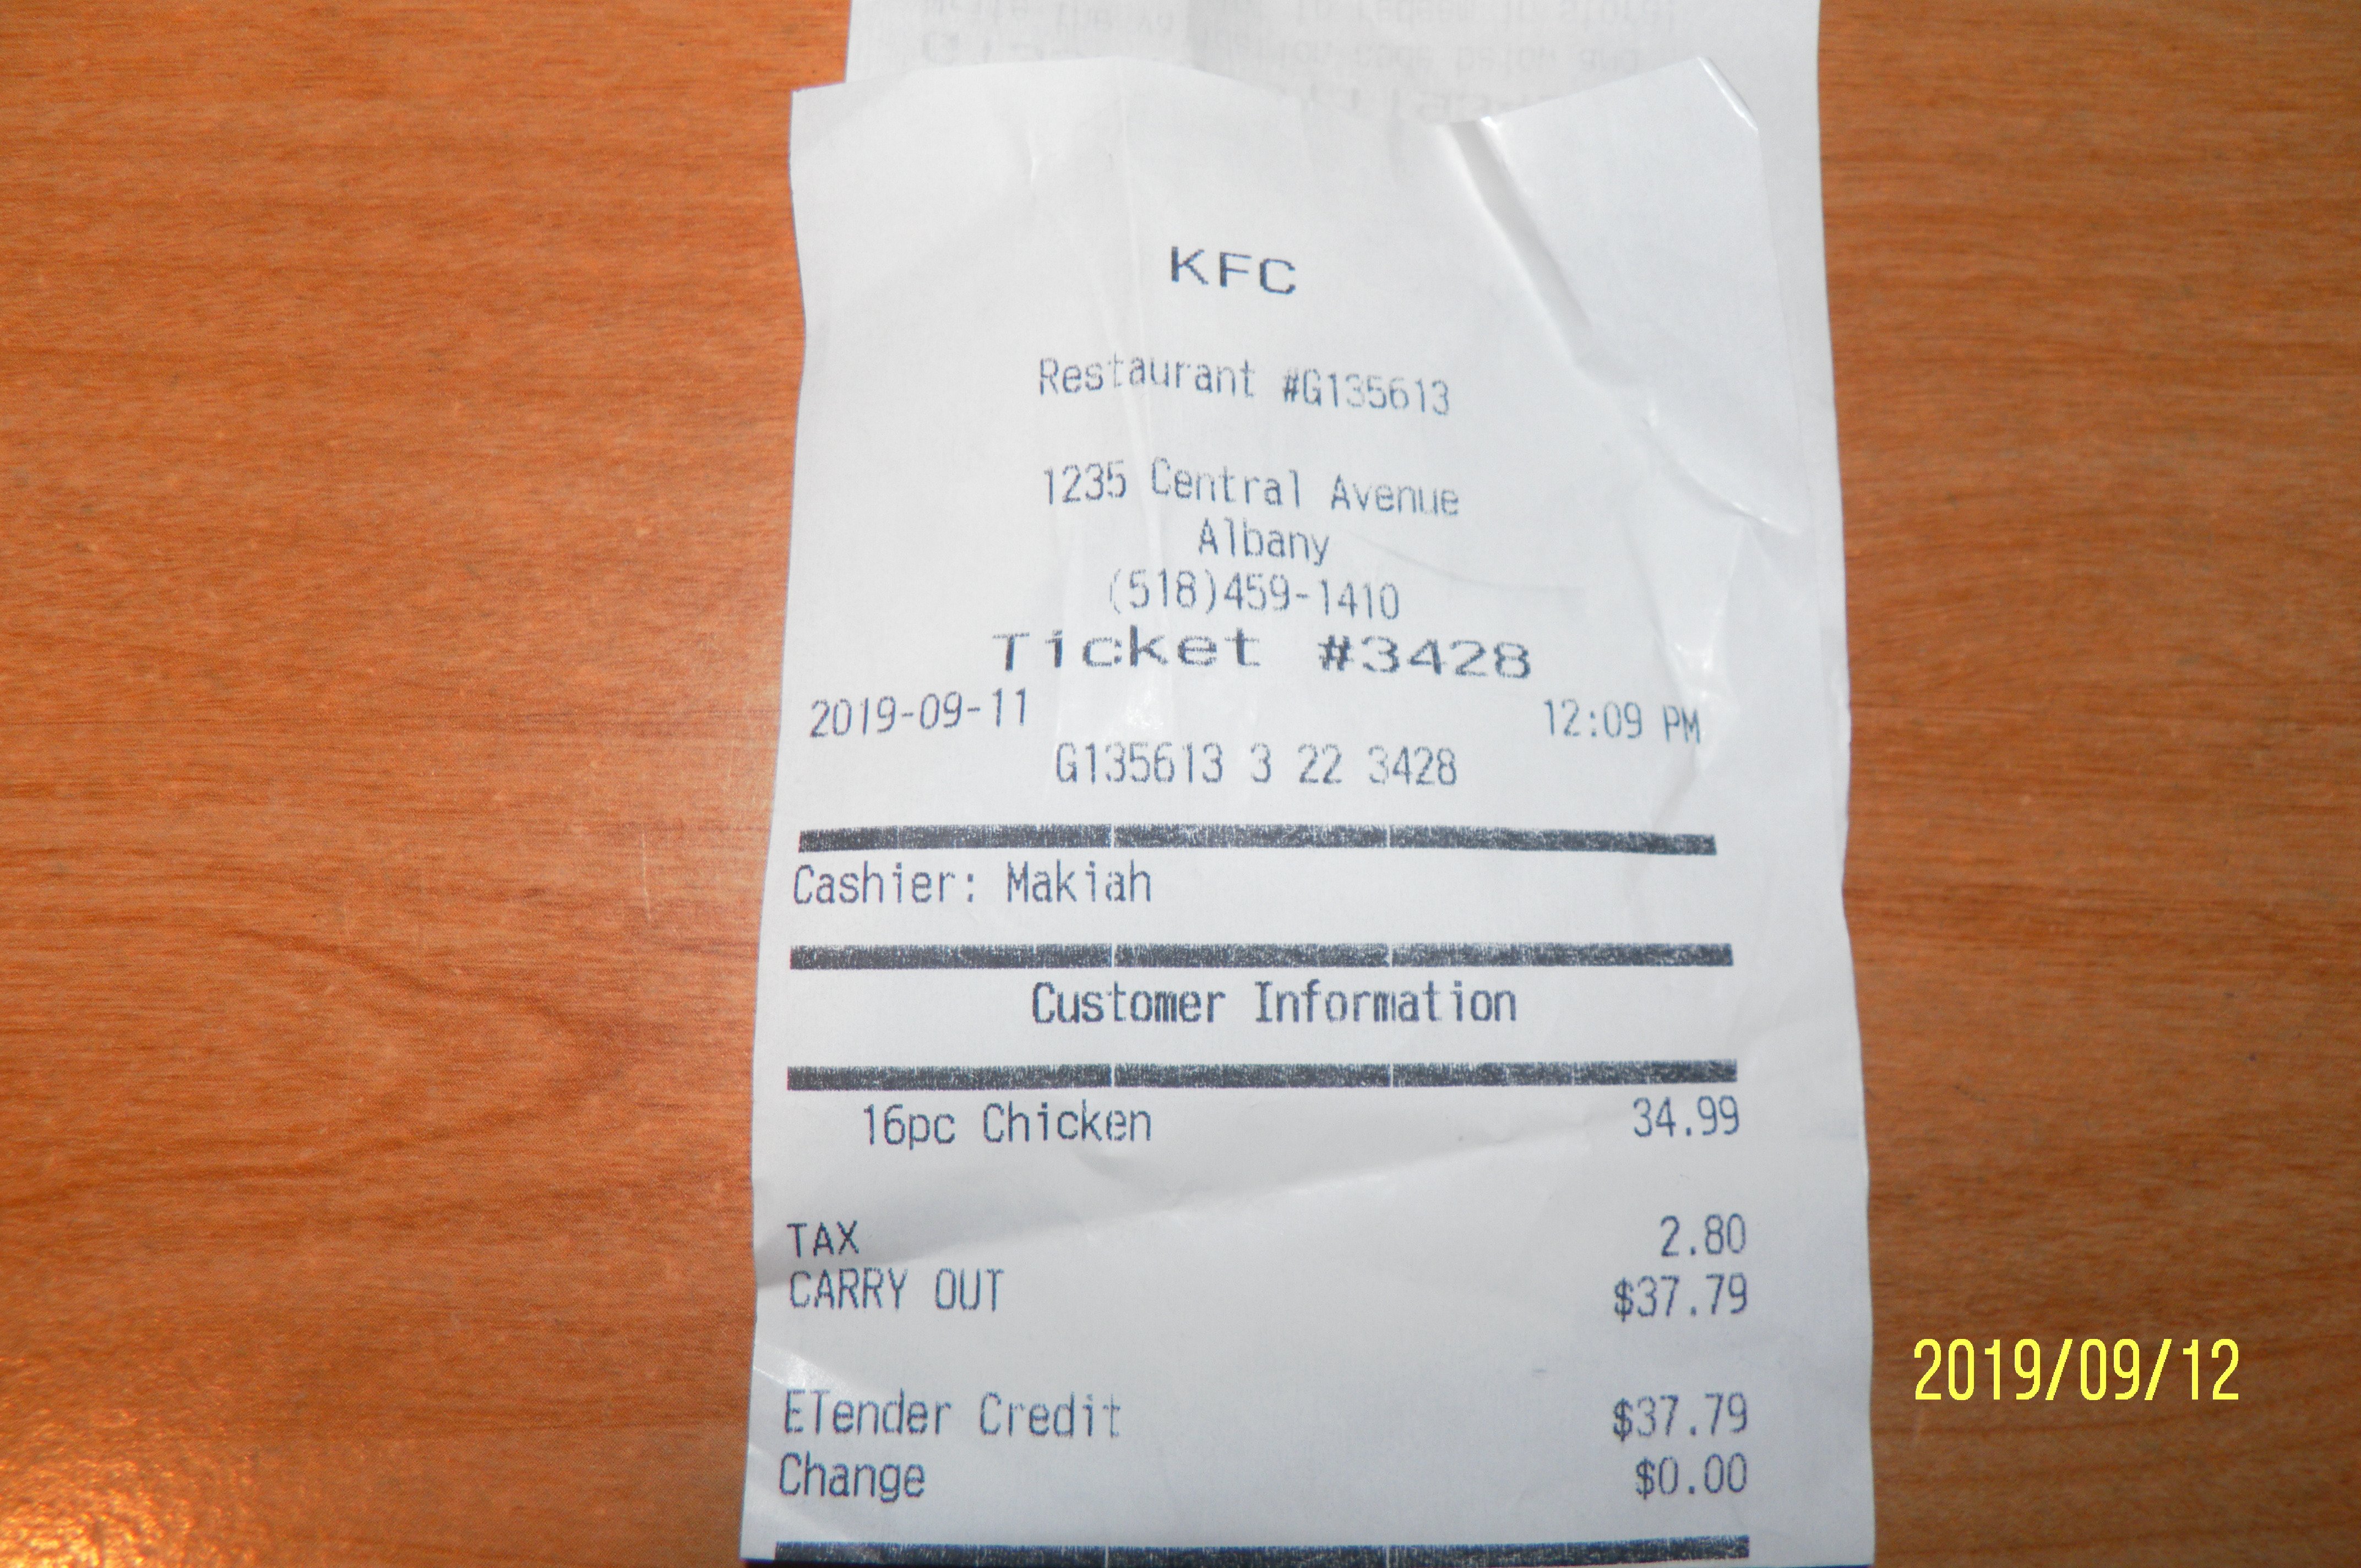 KFC
Restaurant #G135613
1235 Central Avenue
Albany
(518)459-1410
Ticket #3428
2019-09-11 12:09 PM
G135613 3 22 3428
Cashier: Makiah
Customer Information
16pc Chicken 34.99
TAX 2.80
CARRY OUT $37.79
ETender Credit $37.79
Change $0.00
2019/09/12